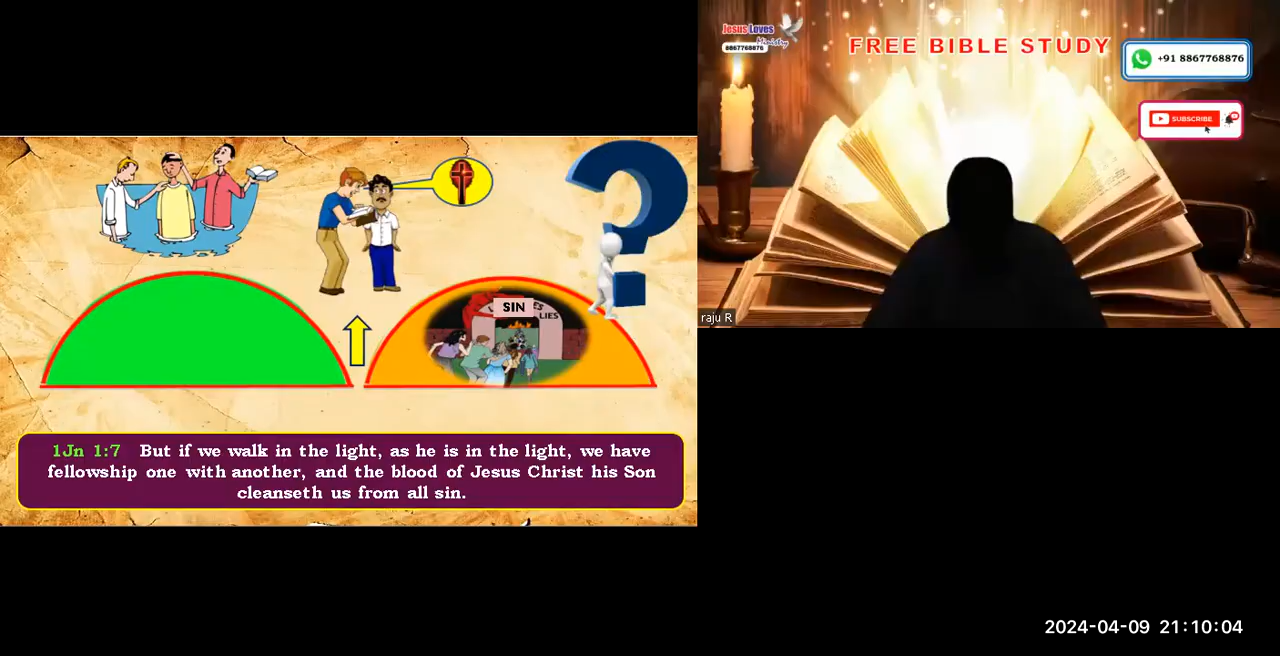 SIN
LIES
1Jn 1:7 But if we walk in the light, as he is in the light, we have
fellowship one with another, and the blood of Jesus Christ his Son
cleanseth us from all sin.
Jesus Loves
Ministry
8867768876
FREE BIBLE STUDY
+91 8867768876
SUBSCRIBE
raju R
2024-04-09 21:10:04